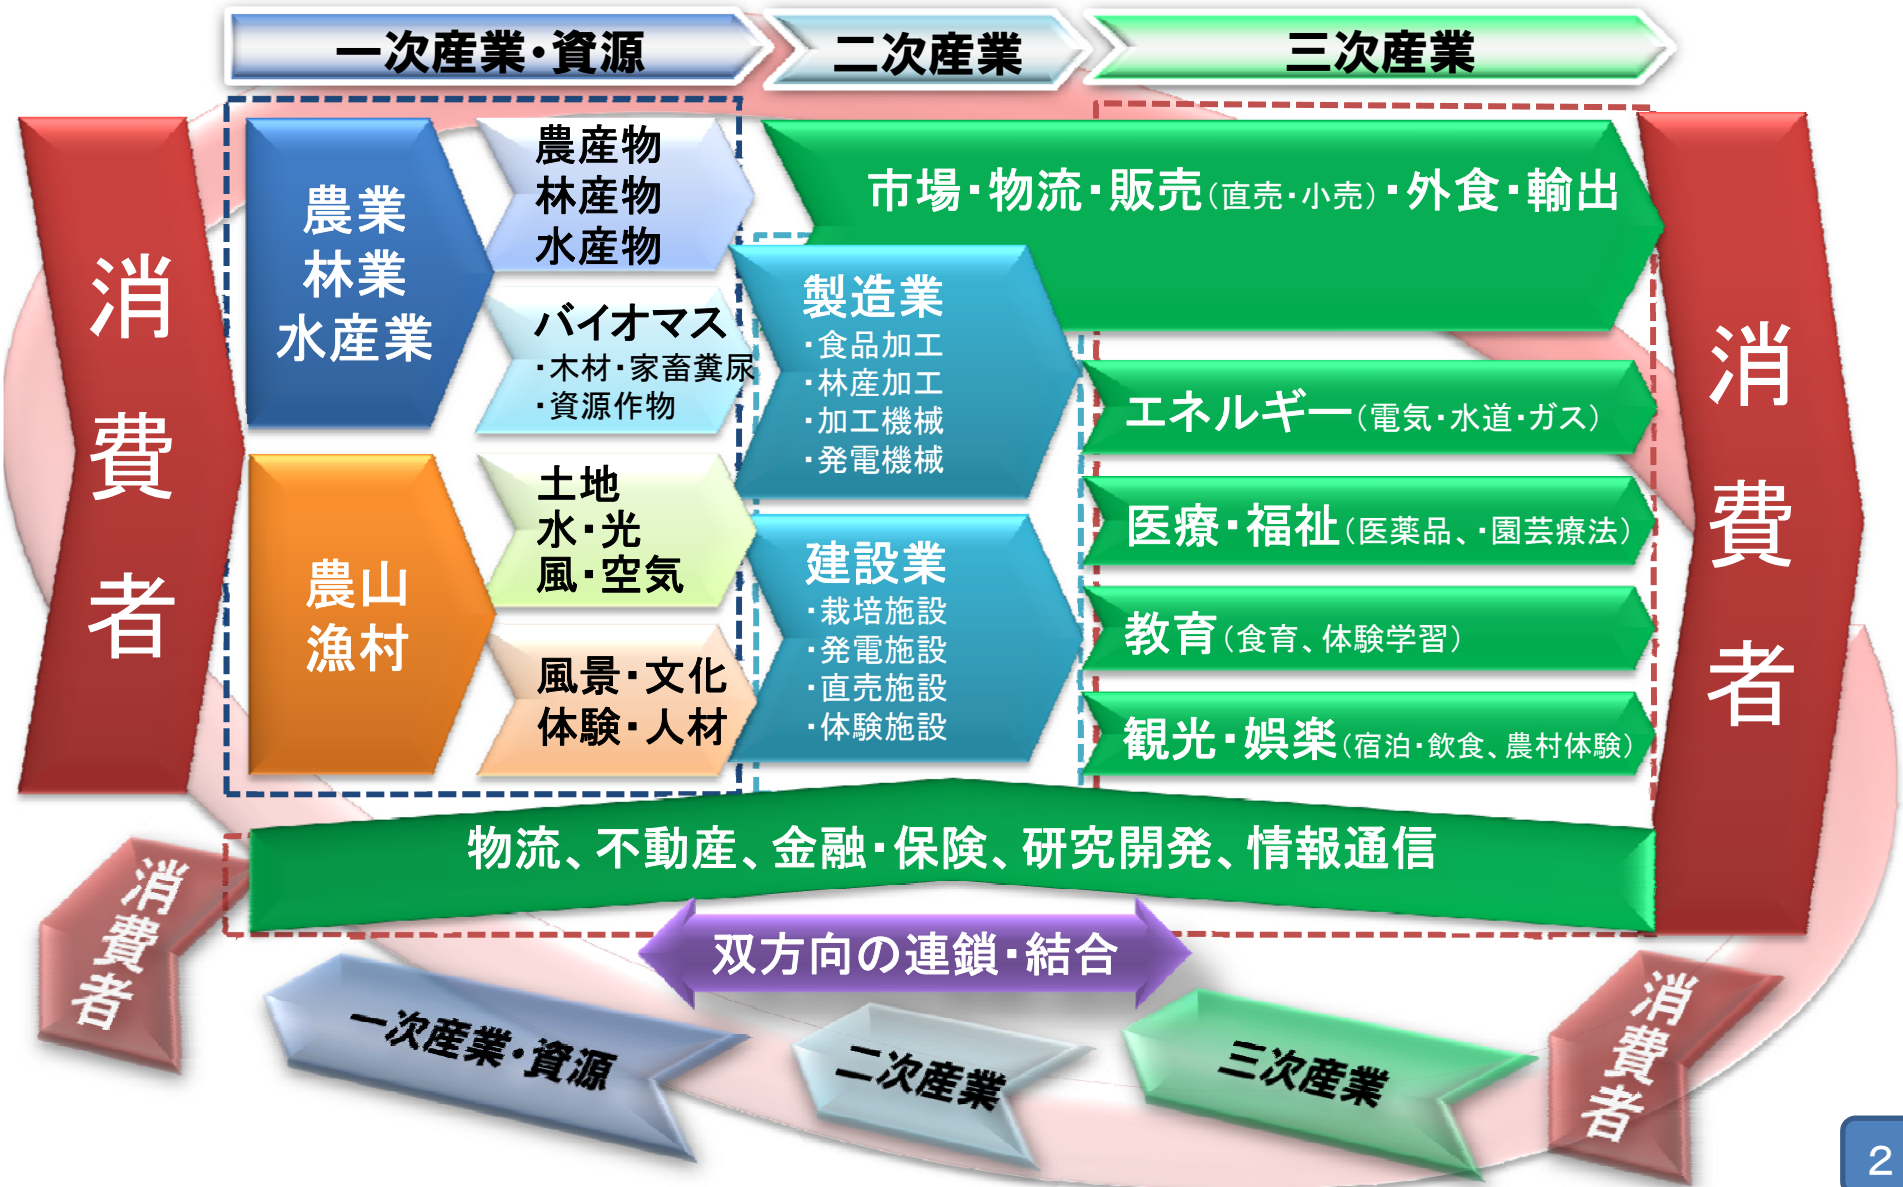 一次産業・資源
二次産業
三次産業
消費者
農業
林業
水産業
農産物
林産物
水産物
バイオマス
・木材・家畜糞尿
・資源作物
農山
漁村
土地
水・光
風・空気
風景・文化
体験・人材
市場・物流・販売(直売・小売)・外食・輸出
製造業
・食品加工
・林産加工
・加工機械
・発電機械
建設業
・栽培施設
・発電施設
・直売施設
・体験施設
エネルギー(電気・水道・ガス)
医療・福祉(医薬品、・園芸療法)
教育(食育、体験学習)
観光・娯楽(宿泊・飲食、農村体験)
消費者
物流、不動産、金融・保険、研究開発、情報通信
双方向の連鎖・結合
消費者
一次産業・資源
二次産業
三次産業
消費者
2